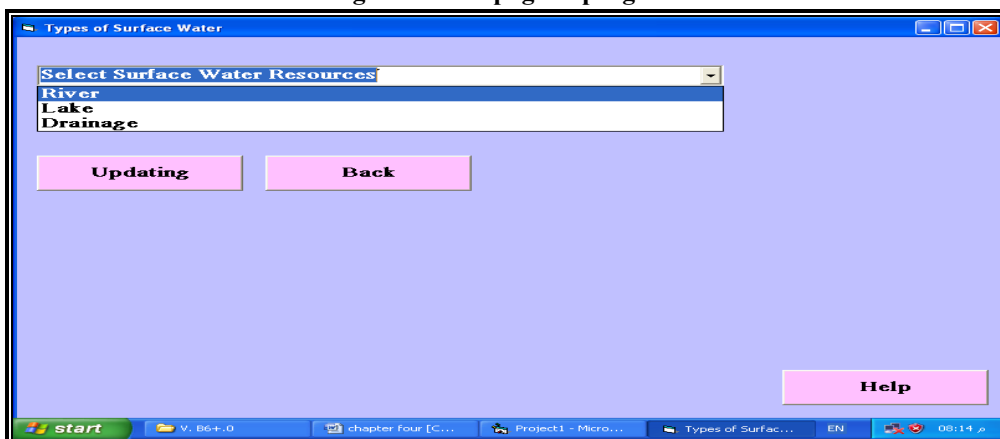 Types of Surface Water
Select Surface Water Resources
River
Lake
Drainage
Updating Back
Help
start V. B6+.0 chapter four [C... Project1 - Micro... Types of Surfac... EN 08:14 م